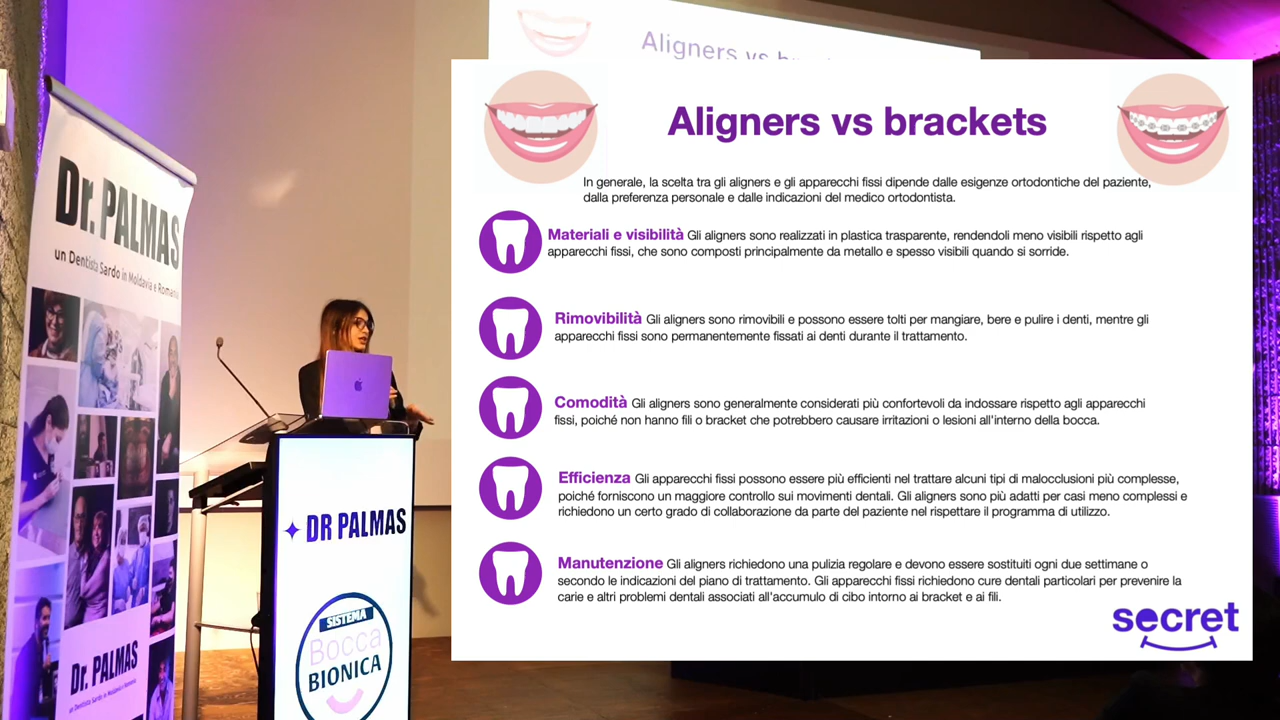 Aligners vs
Dr. PALMAS
un Dentista Sardo in Moldavia e Romania
Dr. PALMAS
un Dentista Sardo in Moldavia e Romania
DR PALMAS
SISTEMA
Bocca
BIONICA
Aligners vs brackets
In generale, la scelta tra gli aligners e gli apparecchi fissi dipende dalle esigenze ortodontiche del paziente,
dalla preferenza personale e dalle indicazioni del medico ortodontista.
Materiali e visibilità Gli aligners sono realizzati in plastica trasparente, rendendoli meno visibili rispetto agli
apparecchi fissi, che sono composti principalmente da metallo e spesso visibili quando si sorride.
Rimovibilità Gli aligners sono rimovibili e possono essere tolti per mangiare, bere e pulire i denti, mentre gli
apparecchi fissi sono permanentemente fissati ai denti durante il trattamento.
Comodità Gli aligners sono generalmente considerati più confortevoli da indossare rispetto agli apparecchi
fissi, poiché non hanno fili o bracket che potrebbero causare irritazioni o lesioni all'interno della bocca.
Efficienza Gli apparecchi fissi possono essere più efficienti nel trattare alcuni tipi di malocclusioni più complesse,
poiché forniscono un maggiore controllo sui movimenti dentali. Gli aligners sono più adatti per casi meno complessi e
richiedono un certo grado di collaborazione da parte del paziente nel rispettare il programma di utilizzo.
Manutenzione Gli aligners richiedono una pulizia regolare e devono essere sostituiti ogni due settimane o
secondo le indicazioni del piano di trattamento. Gli apparecchi fissi richiedono cure dentali particolari per prevenire la
carie e altri problemi dentali associati all'accumulo di cibo intorno ai bracket e ai fili.
secret